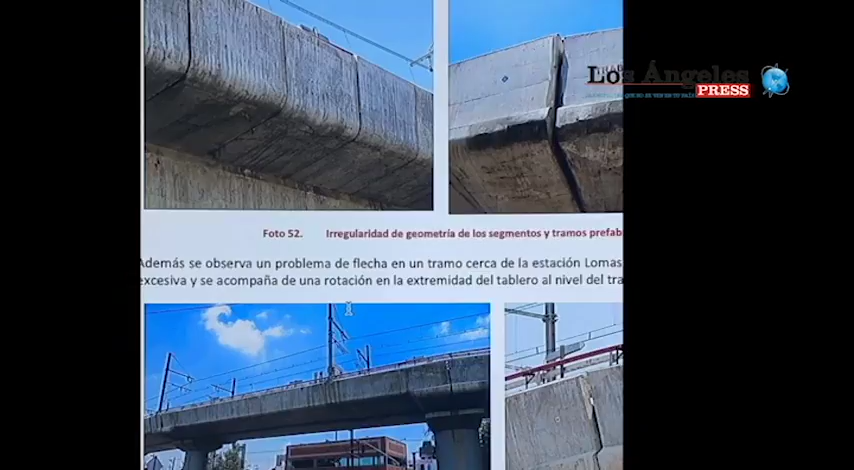 Los Ángeles
PRESS
Foto 52. Irregularidad de geometría de los segmentos y tramos prefab
Además se observa un problema de flecha en un tramo cerca de la estación Lomas
excesiva y se acompaña de una rotación en la extremidad del tablero al nivel del tra